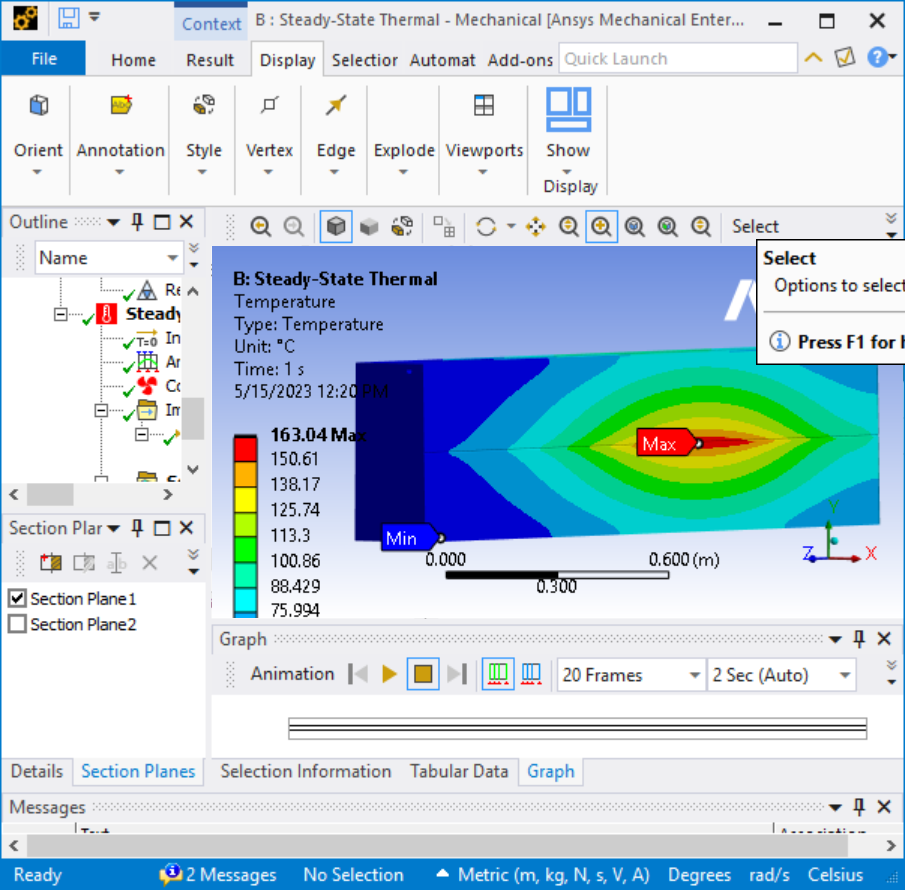 Context
B : Steady-State Thermal - Mechanical [Ansys Mechanical Enter...
File
Home
Result
Display
Selection
Automat
Add-ons
Quick Launch
Orient
Annotation
Style
Vertex
Edge
Explode
Viewports
Show
Display
Outline
Select
Name
Select
Options to select
Press F1 for h
Re
Steady
In
Ar
Co
Im
B: Steady-State Thermal
Temperature
Type: Temperature
Unit: °C
Time: 1 s
5/15/2023 12:20 PM
163.04 Max
150.61
138.17
125.74
113.3
100.86
88.429
75.994
Max
Min
0.000
0.600 (m)
0.300
Y
Z
X
Section Plar
Section Plane1
Section Plane2
Graph
Animation
20 Frames
2 Sec (Auto)
Details
Section Planes
Selection Information
Tabular Data
Graph
Messages
Text
Association
Ready
2 Messages
No Selection
Metric (m, kg, N, s, V, A)
Degrees
rad/s
Celsius